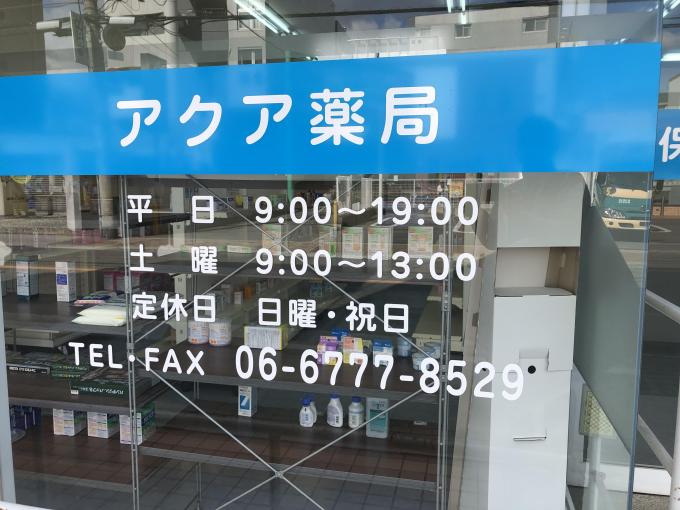 アクア薬局
保
平 日 9:00～19:00
土 曜 9:00～13:00
定休日 日曜・祝日
TEL・FAX 06-6777-8529